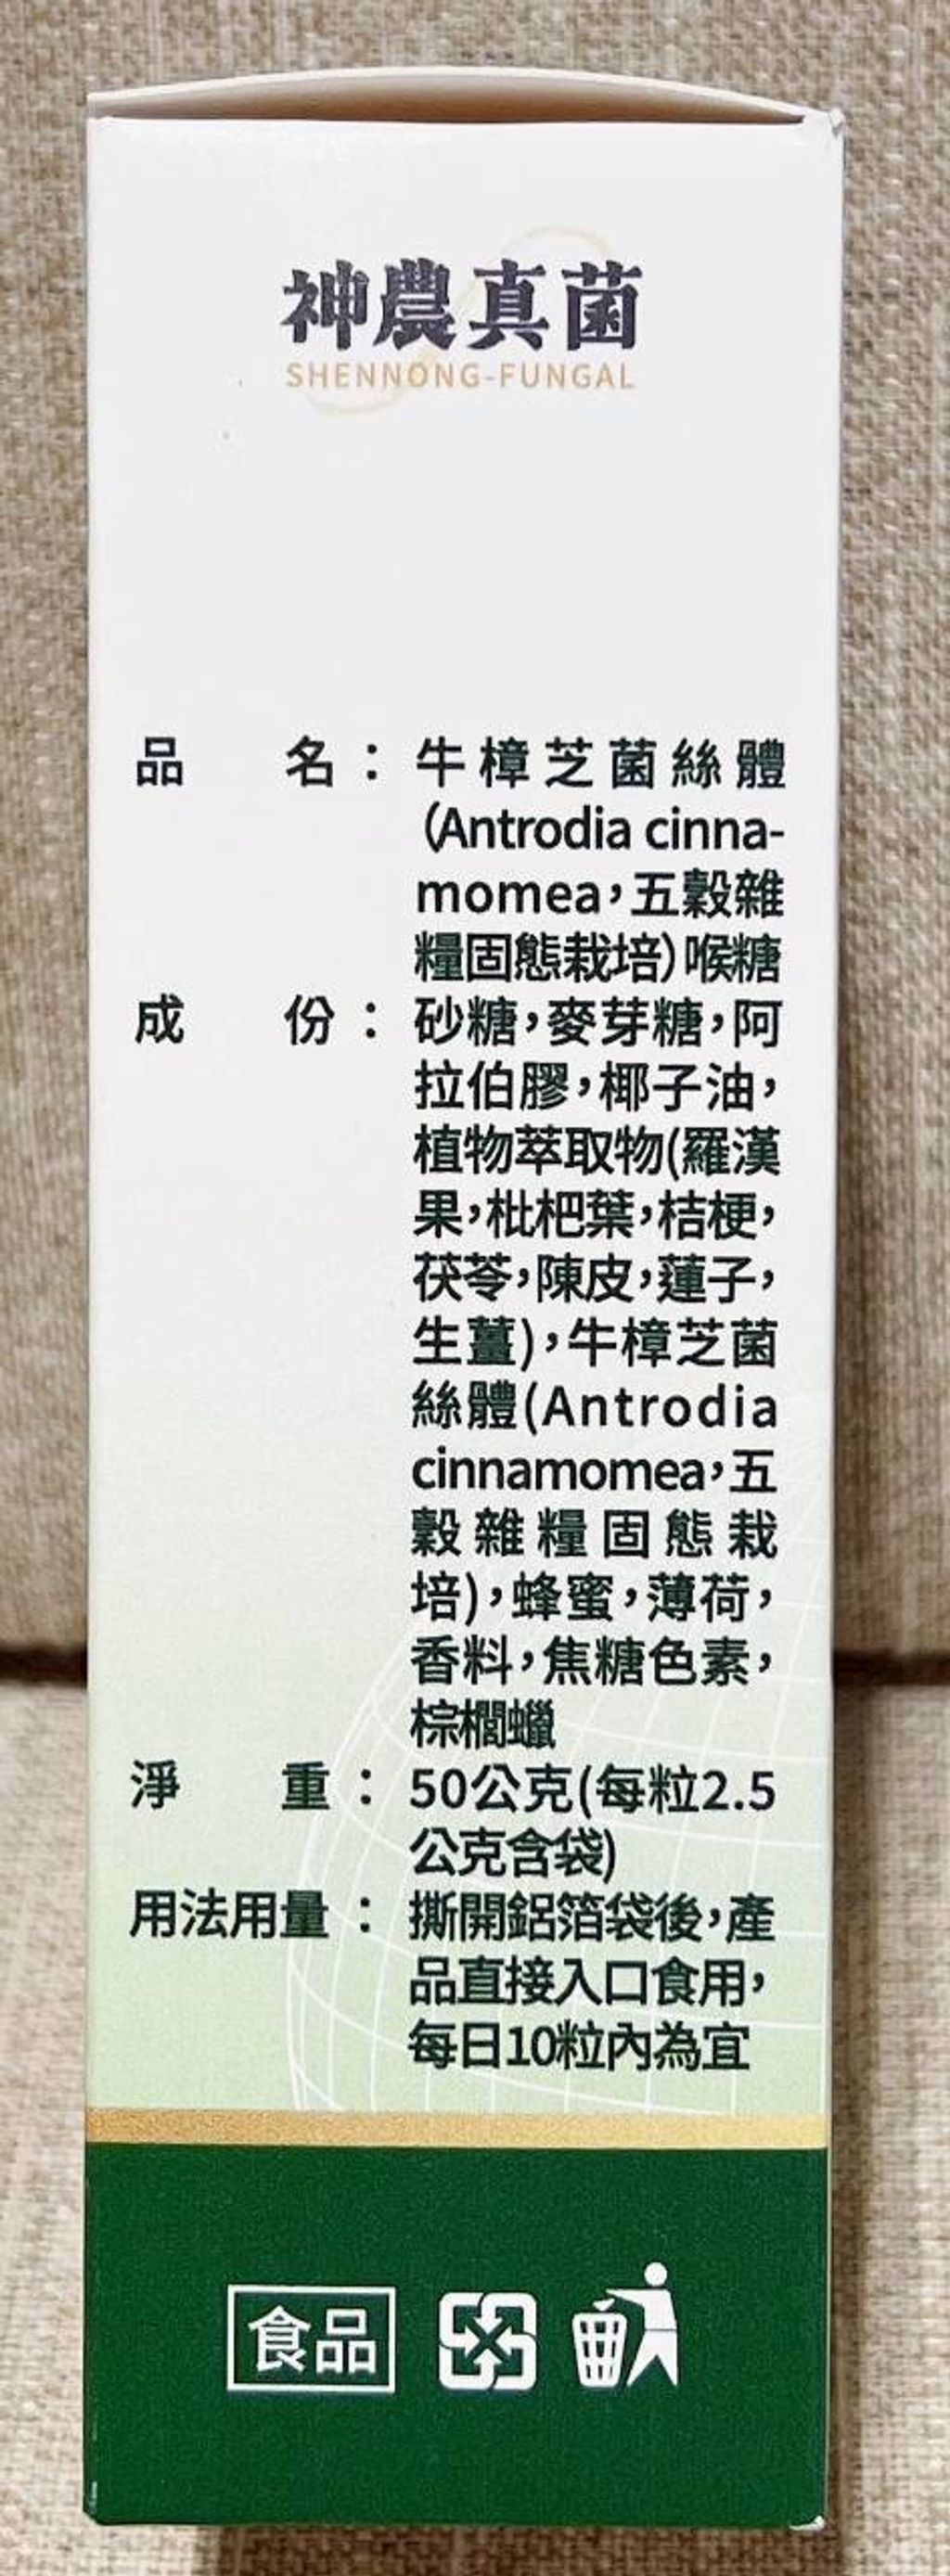 神農真菌
SHENNONG-FUNGAL
品名：牛樟芝菌絲體
(Antrodia cinna-
momea，五穀雜
糧固態栽培)喉糖
成份：砂糖，麥芽糖，阿
拉伯膠，椰子油，
植物萃取物(羅漢
果，枇杷葉，桔梗，
茯苓，陳皮，蓮子，
生薑)，牛樟芝菌
絲體(Antrodia
cinnamomea，五
穀雜糧固態栽
培)，蜂蜜，薄荷，
香料，焦糖色素，
棕櫚蠟
淨重：50公克(每粒2.5
公克含袋)
用法用量：撕開鋁箔袋後，產
品直接入口食用，
每日10粒內為宜
食品